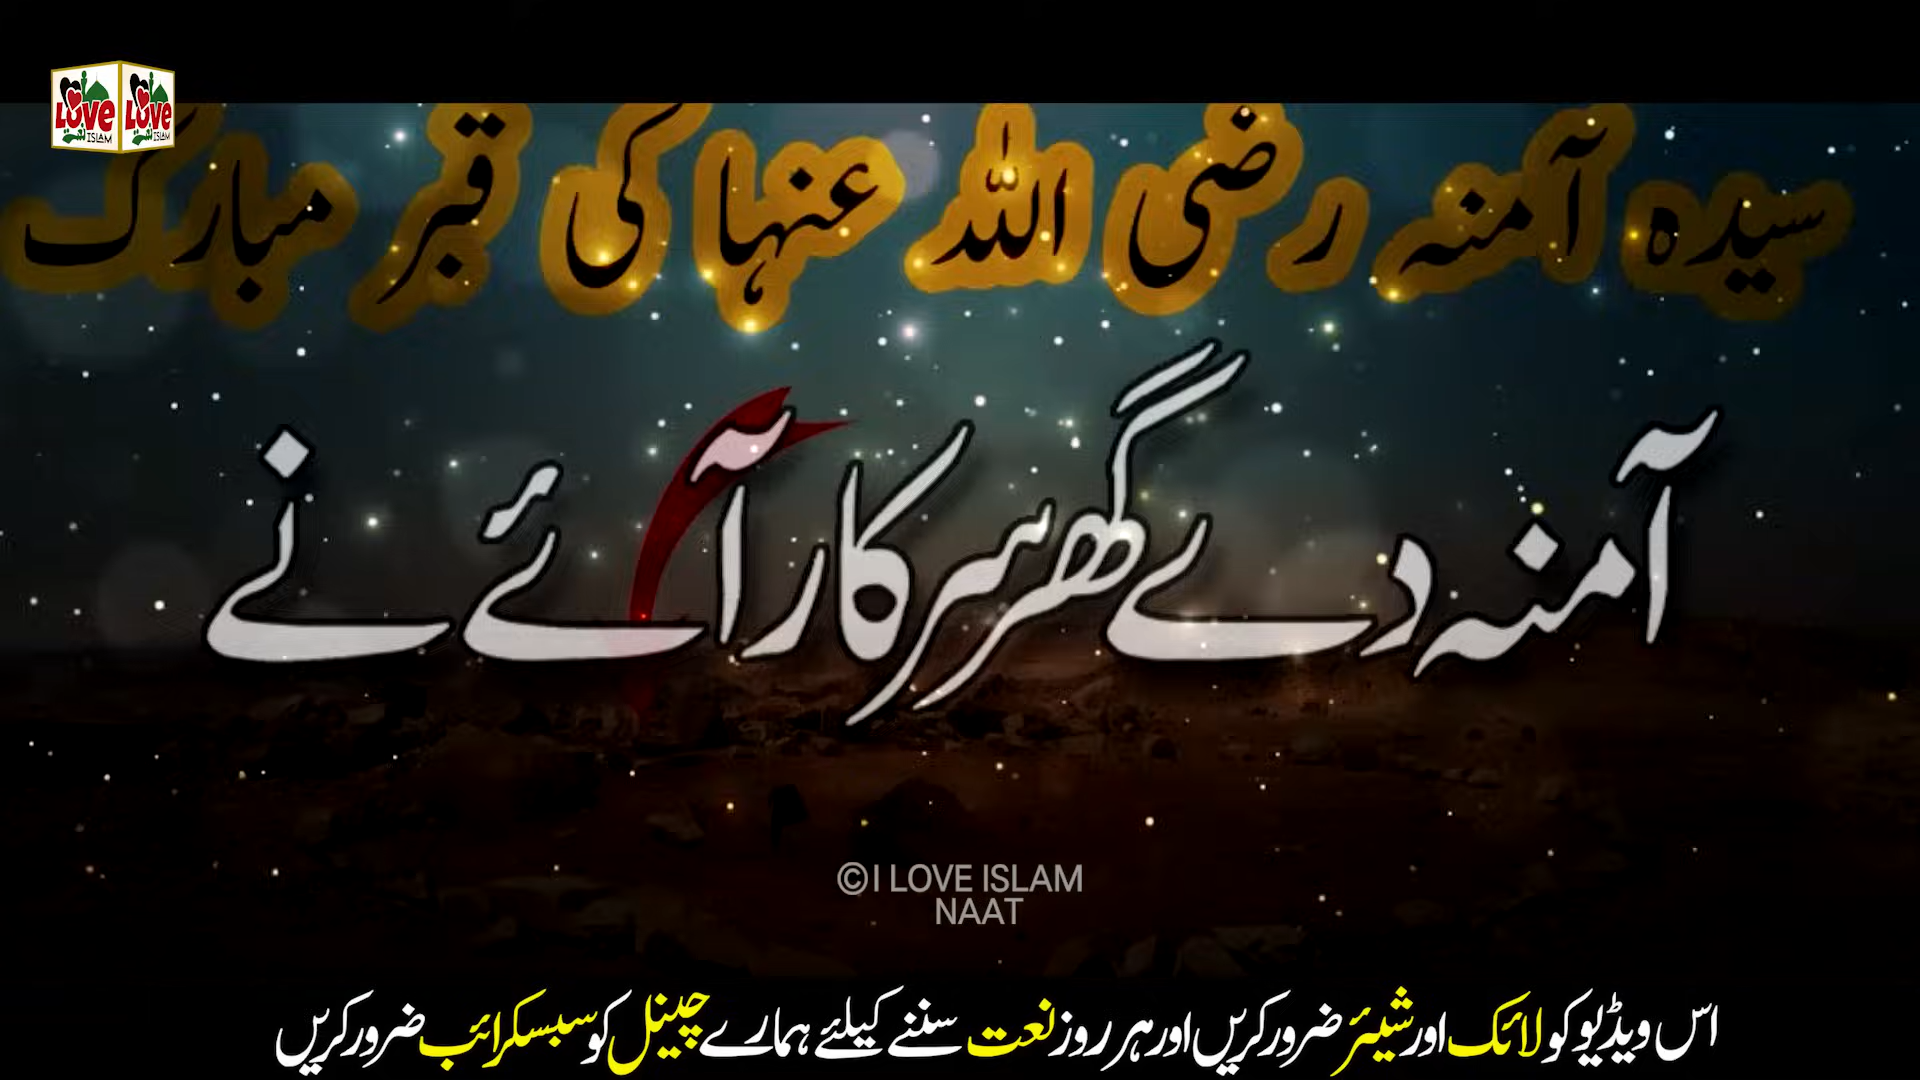 Love Love
ISLAM ISLAM
سیدہ آمنہ رضی اللہ عنہا کی قبر مبارک
آمنہ دے گھر سرکار آئے نے
©I LOVE ISLAM
NAAT
اس ویڈیو کو لائک اور شیئر ضرور کریں اور ہر روز نعت سننے کیلئے ہمارے چینل کو سبسکرائب ضرور کریں